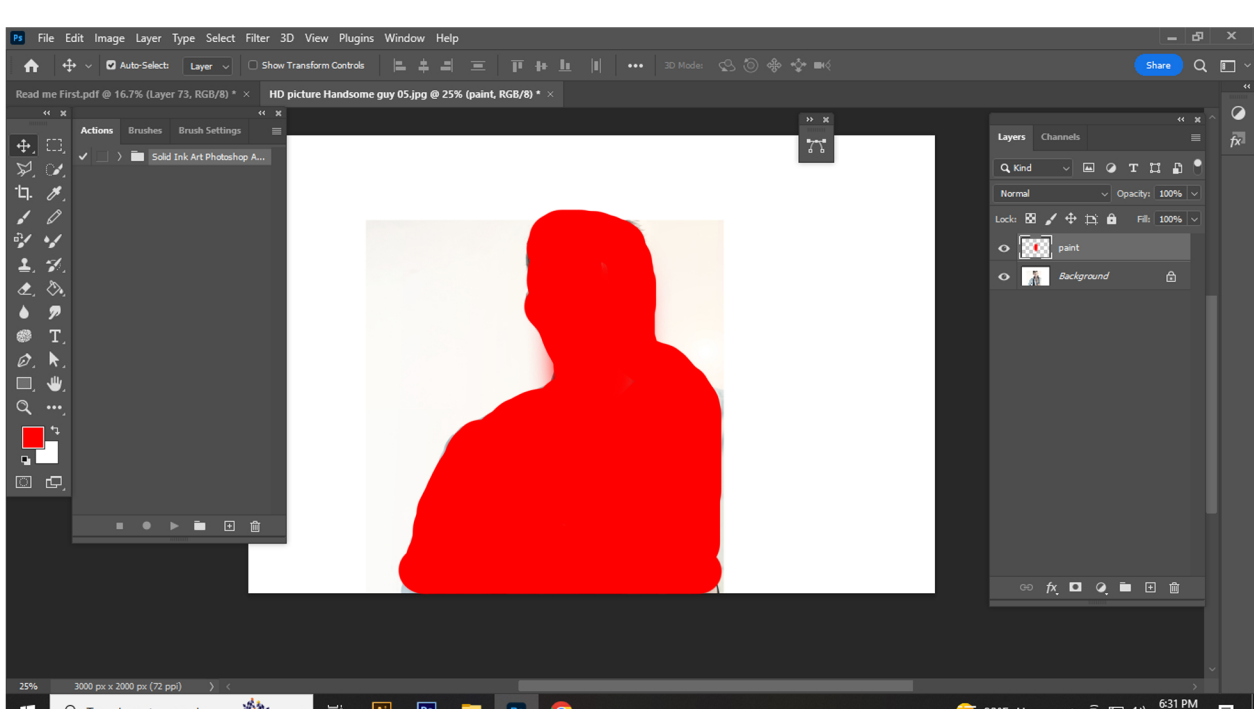 Ps File Edit Image Layer Type Select Filter 3D View Plugins Window Help
Auto-Select: Layer Show Transform Controls 3D Mode: Share
Read me First.pdf @ 16.7% (Layer 73, RGB/8) * × HD picture Handsome guy 05.jpg @ 25% (paint, RGB/8) * ×
Actions Brushes Brush Settings
Solid Ink Art Photoshop A...
Layers Channels
Kind
Normal Opacity: 100%
Lock: Fill: 100%
paint
Background
fx
25% 3000 px x 2000 px (72 ppi)
6:31 PM